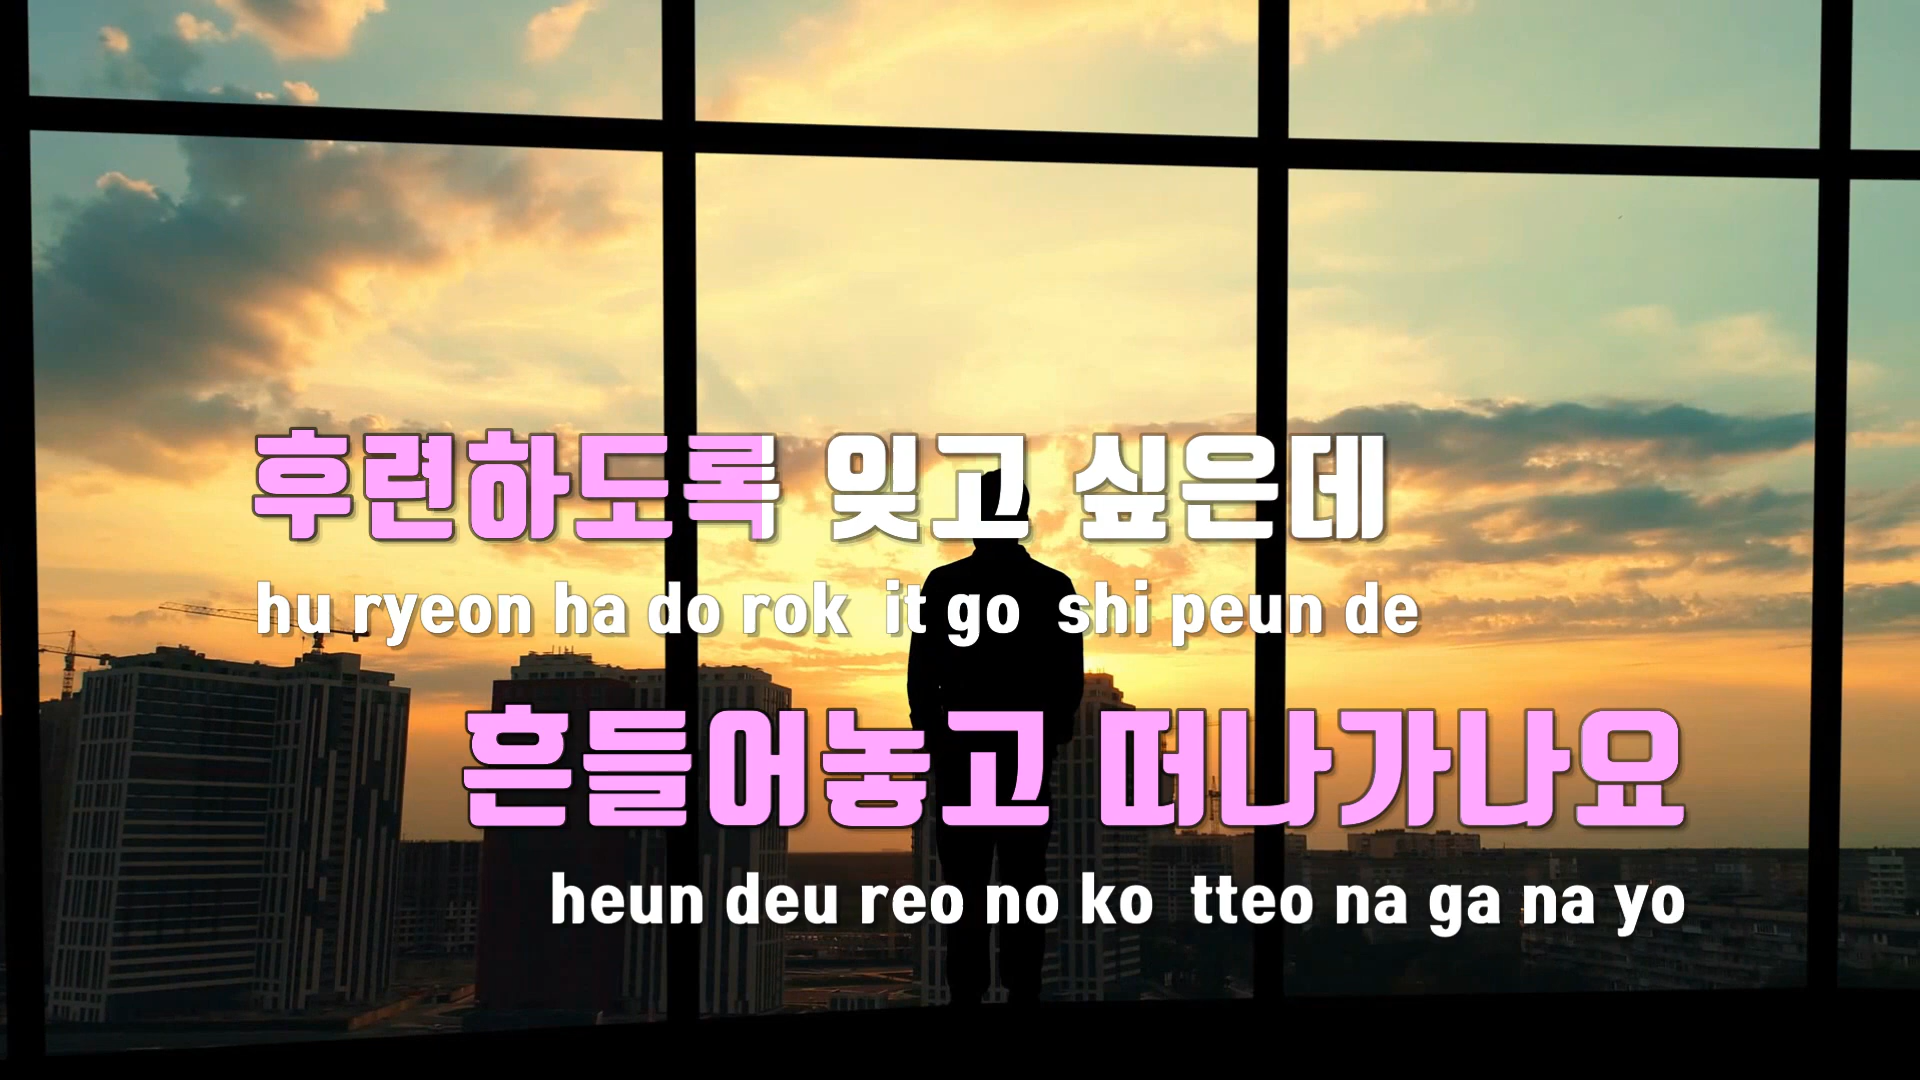 후련하도록 잊고 싶은데
hu ryeon ha do rok it go shi peun de
흔들어놓고 떠나가나요
heun deu reo no ko tteo na ga na yo